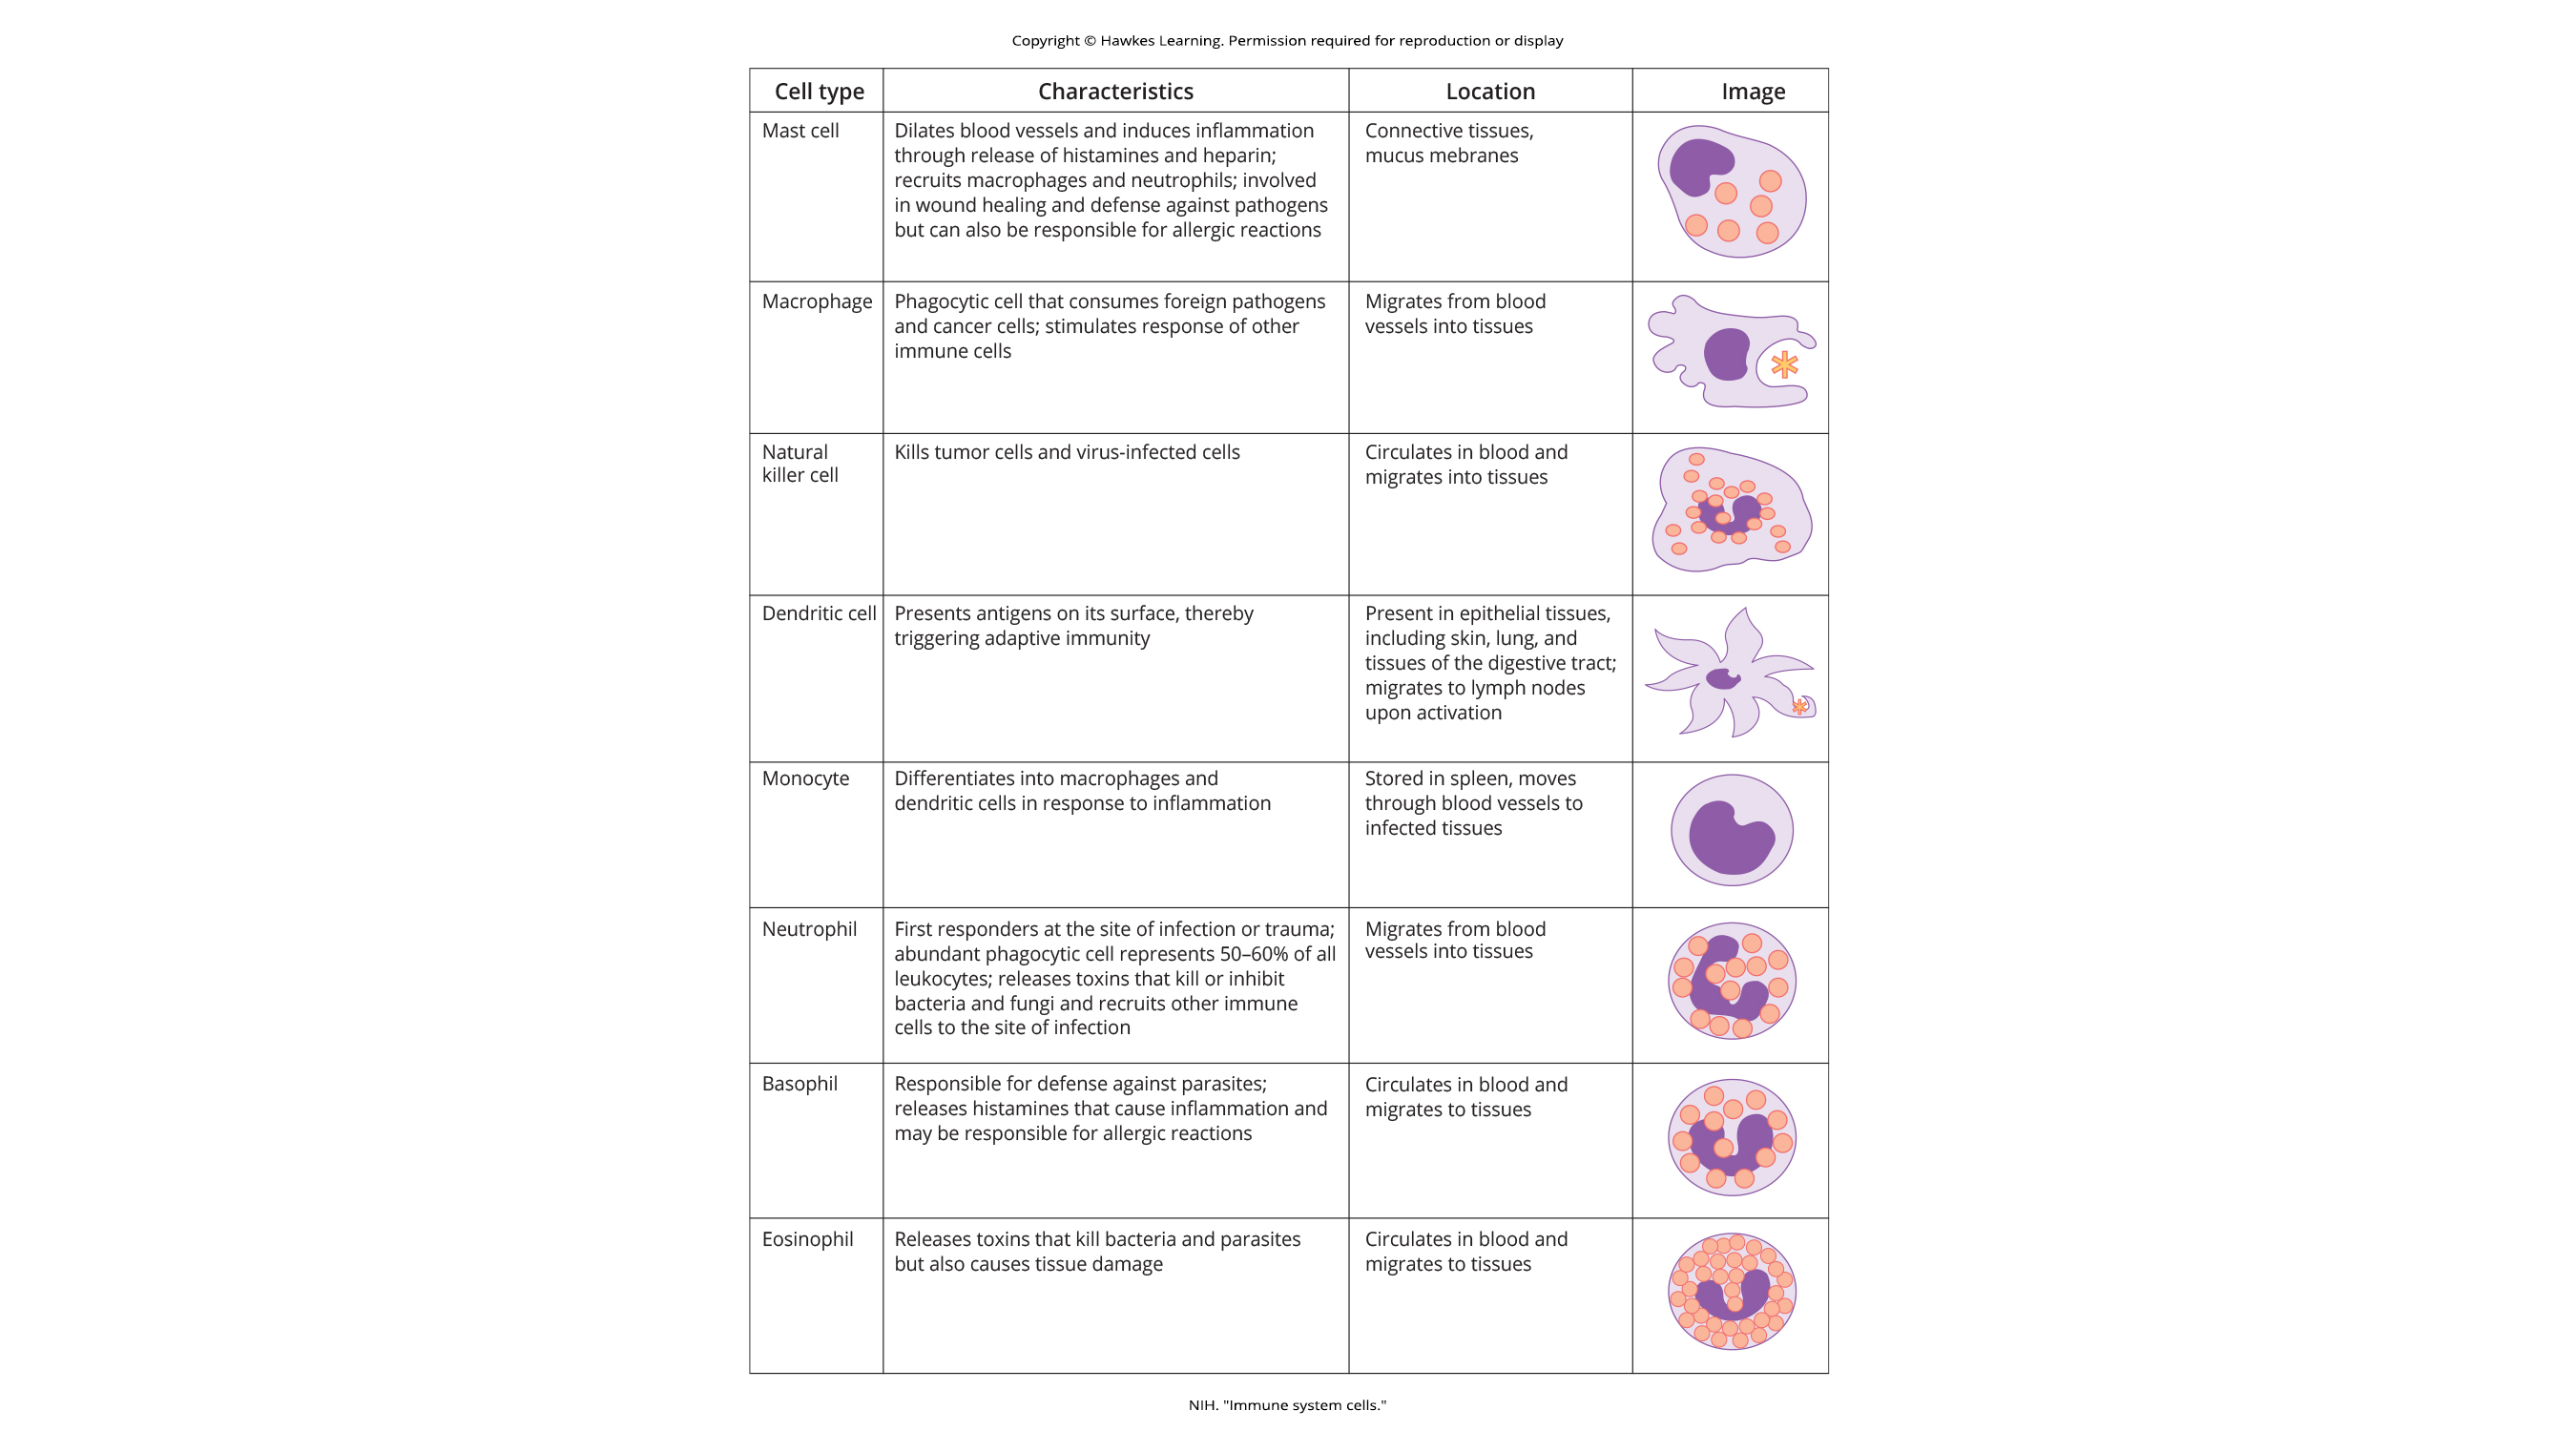 Copyright © Hawkes Learning. Permission required for reproduction or display
Cell type
Characteristics
Location
Image
Mast cell
Dilates blood vessels and induces inflammation
through release of histamines and heparin;
recruits macrophages and neutrophils; involved
in wound healing and defense against pathogens
but can also be responsible for allergic reactions
Connective tissues,
mucus mebranes
Macrophage
Phagocytic cell that consumes foreign pathogens
and cancer cells; stimulates response of other
immune cells
Migrates from blood
vessels into tissues
Natural
killer cell
Kills tumor cells and virus-infected cells
Circulates in blood and
migrates into tissues
Dendritic cell
Presents antigens on its surface, thereby
triggering adaptive immunity
Present in epithelial tissues,
including skin, lung, and
tissues of the digestive tract;
migrates to lymph nodes
upon activation
Monocyte
Differentiates into macrophages and
dendritic cells in response to inflammation
Stored in spleen, moves
through blood vessels to
infected tissues
Neutrophil
First responders at the site of infection or trauma;
abundant phagocytic cell represents 50–60% of all
leukocytes; releases toxins that kill or inhibit
bacteria and fungi and recruits other immune
cells to the site of infection
Migrates from blood
vessels into tissues
Basophil
Responsible for defense against parasites;
releases histamines that cause inflammation and
may be responsible for allergic reactions
Circulates in blood and
migrates to tissues
Eosinophil
Releases toxins that kill bacteria and parasites
but also causes tissue damage
Circulates in blood and
migrates to tissues
NIH. "Immune system cells."